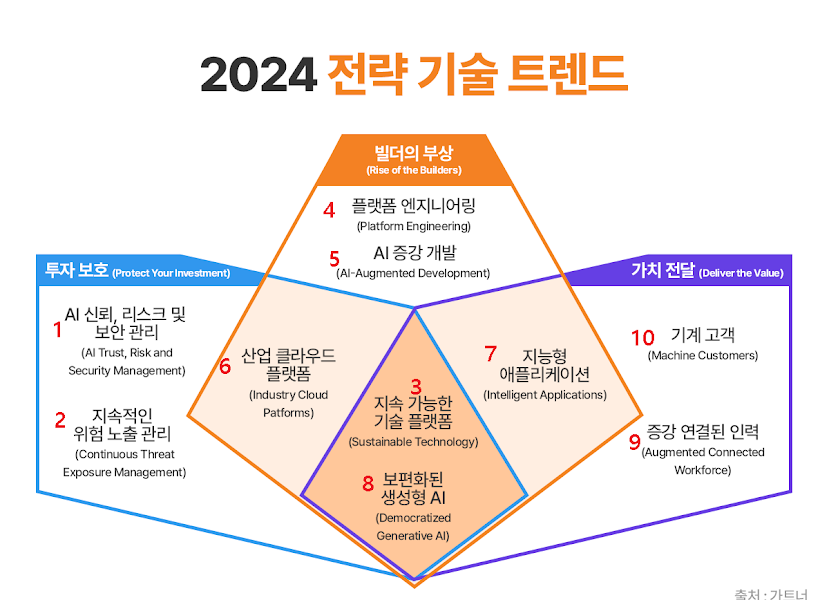 2024 전략 기술 트렌드
빌더의 부상
(Rise of the Builders)
4 플랫폼 엔지니어링
(Platform Engineering)
5 AI 증강 개발
(AI-Augmented Development)
투자 보호 (Protect Your Investment)
1 AI 신뢰, 리스크 및
보안 관리
(AI Trust, Risk and
Security Management)
2 지속적인
위험 노출 관리
(Continuous Threat
Exposure Management)
6 산업 클라우드
플랫폼
(Industry Cloud
Patforms)
3
지속 가능한
기술 플랫폼
(Sustainable Technology)
8 보편화된
생성형 AI
(Democratized
Generative AI)
7 지능형
애플리케이션
(Intelligent Applications)
가치 전달 (Deliver the Value)
10 기계 고객
(Machine Customers)
9 증강 연결된 인력
(Augmented Connected
Workforce)
출처 : 가트너